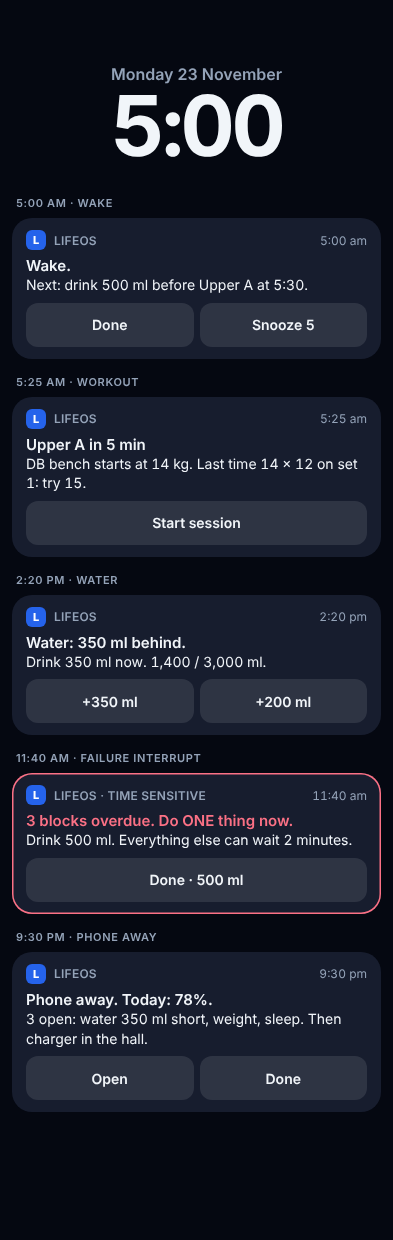 Monday 23 November
5:00
5:00 AM · WAKE
L LIFEOS 5:00 am
Wake.
Next: drink 500 ml before Upper A at 5:30.
Done Snooze 5
5:25 AM · WORKOUT
L LIFEOS 5:25 am
Upper A in 5 min
DB bench starts at 14 kg. Last time 14 × 12 on set
1: try 15.
Start session
2:20 PM · WATER
L LIFEOS 2:20 pm
Water: 350 ml behind.
Drink 350 ml now. 1,400 / 3,000 ml.
+350 ml +200 ml
11:40 AM · FAILURE INTERRUPT
L LIFEOS · TIME SENSITIVE 11:40 am
3 blocks overdue. Do ONE thing now.
Drink 500 ml. Everything else can wait 2 minutes.
Done · 500 ml
9:30 PM · PHONE AWAY
L LIFEOS 9:30 pm
Phone away. Today: 78%.
3 open: water 350 ml short, weight, sleep. Then
charger in the hall.
Open Done